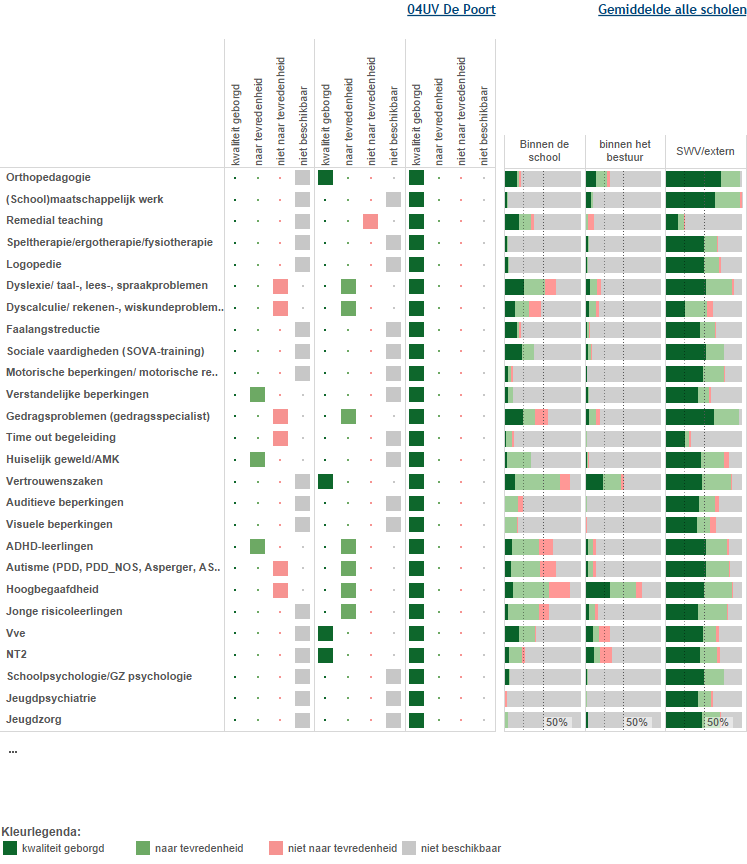 04UV De Poort
Gemiddelde alle scholen
kwaliteit geborgd
naar tevredenheid
niet naar tevredenheid
niet beschikbaar
kwaliteit geborgd
naar tevredenheid
niet naar tevredenheid
niet beschikbaar
kwaliteit geborgd
naar tevredenheid
niet naar tevredenheid
niet beschikbaar
Binnen de
school
binnen het
bestuur
SWV/extern
Orthopedagogie
(School)maatschappelijk werk
Remedial teaching
Speltherapie/ergotherapie/fysiotherapie
Logopedie
Dyslexie/ taal-, lees-, spraakproblemen
Dyscalculie/ rekenen-, wiskundeproblem..
Faalangstreductie
Sociale vaardigheden (SOVA-training)
Motorische beperkingen/ motorische re..
Verstandelijke beperkingen
Gedragsproblemen (gedragsspecialist)
Time out begeleiding
Huiselijk geweld/AMK
Vertrouwenszaken
Auditieve beperkingen
Visuele beperkingen
ADHD-leerlingen
Autisme (PDD, PDD_NOS, Asperger, AS..
Hoogbegaafdheid
Jonge risicoleerlingen
Vve
NT2
Schoolpsychologie/GZ psychologie
Jeugdpsychiatrie
Jeugdzorg
50% 50% 50%
...
Kleurlegenda:
kwaliteit geborgd naar tevredenheid niet naar tevredenheid niet beschikbaar